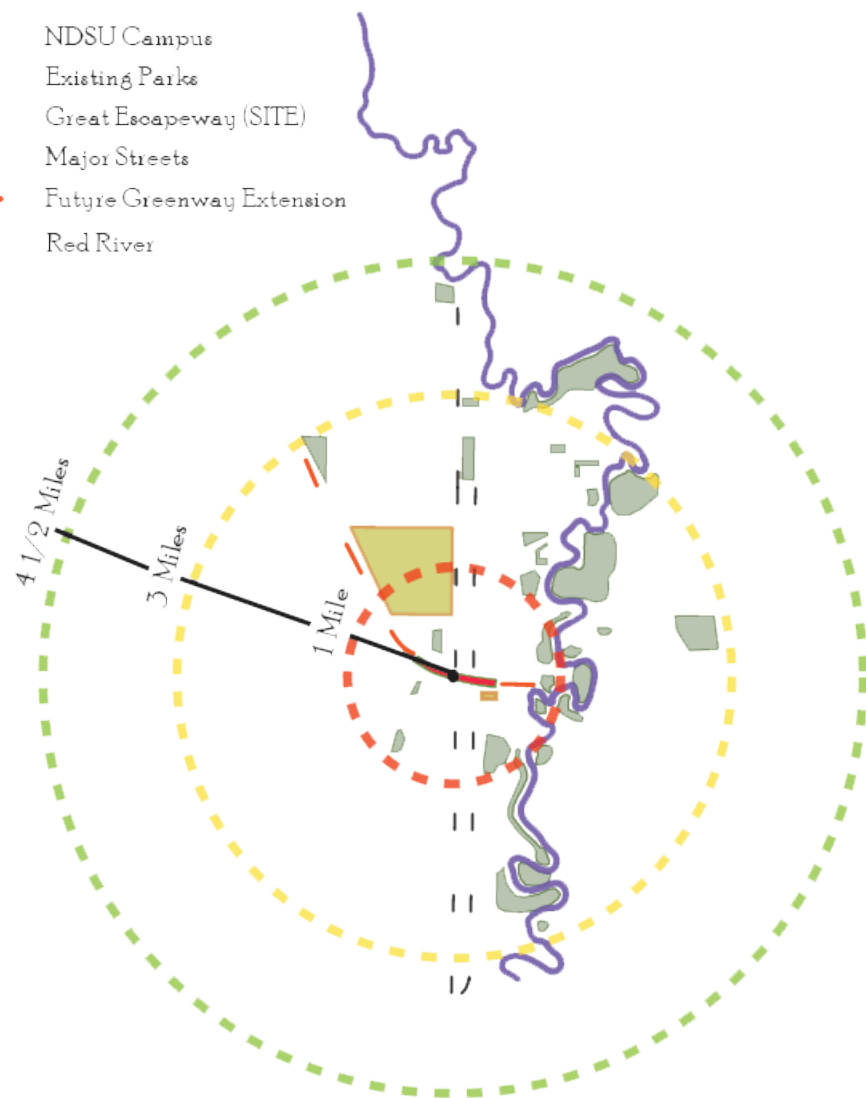 NDSU Campus
Existing Parks
Great Escapeway (SITE)
Major Streets
Futyre Greenway Extension
Red River
4 1/2 Miles
3 Miles
1 Mile